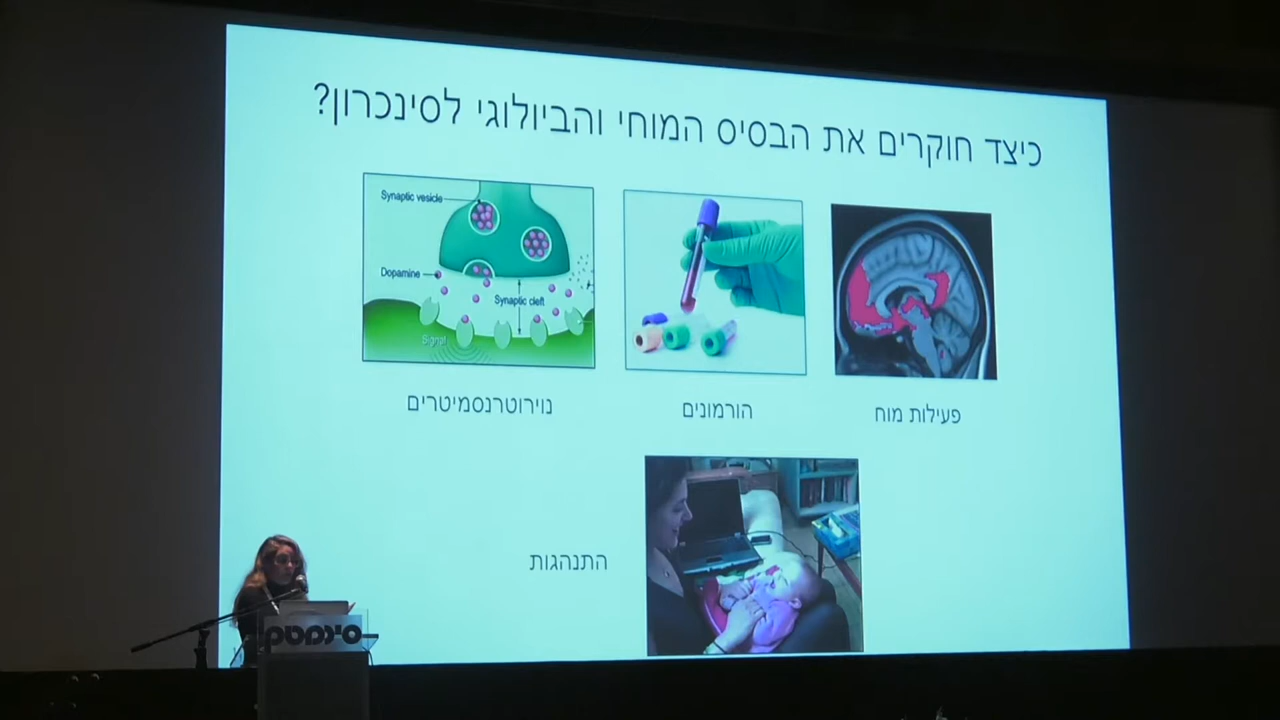 כיצד חוקרים את הבסיס המוחי והביולוגי לסינכרון?
Synaptic vesicle
Dopamine
Synaptic cleft
Signal
פעילות מוח
הורמונים
נוירוטרנסמיטרים
התנהגות
סינמטק